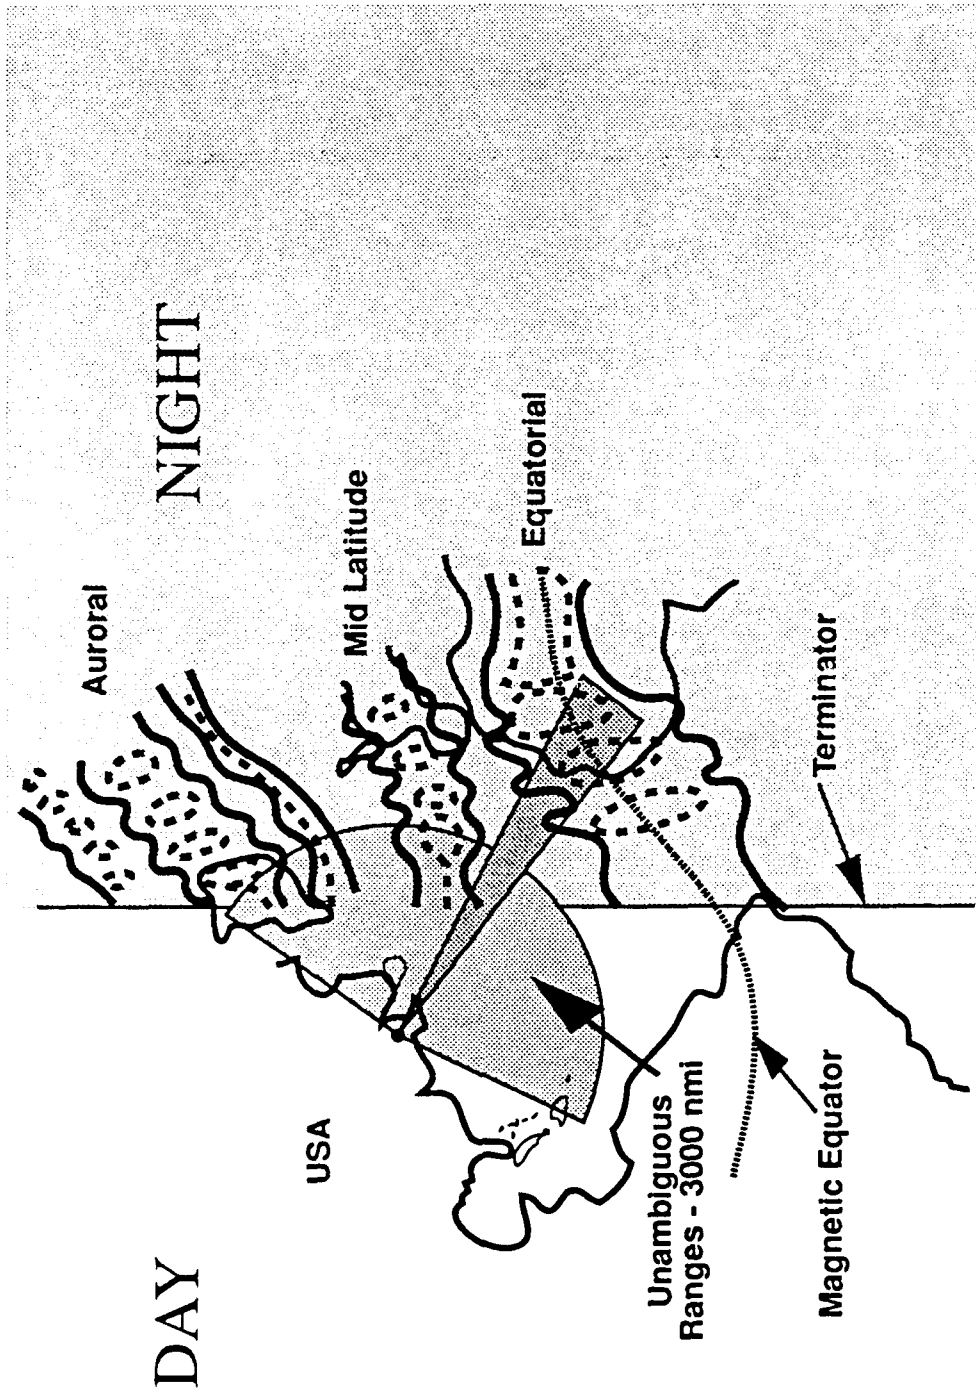 DAY
NIGHT
Auroral
USA
Mid Latitude
Equatorial
Unambiguous
Ranges - 3000 nmi
Magnetic Equator
Terminator